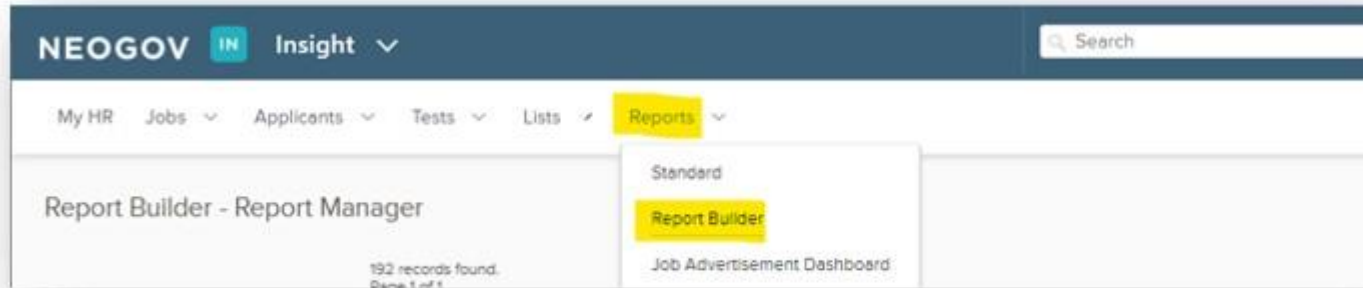 NEOGOV IN Insight
Search
My HR Jobs Applicants Tests Lists Reports
Standard
Report Builder - Report Manager
Report Builder
192 records found.
Job Advertisement Dashboard
Page 1 of 1